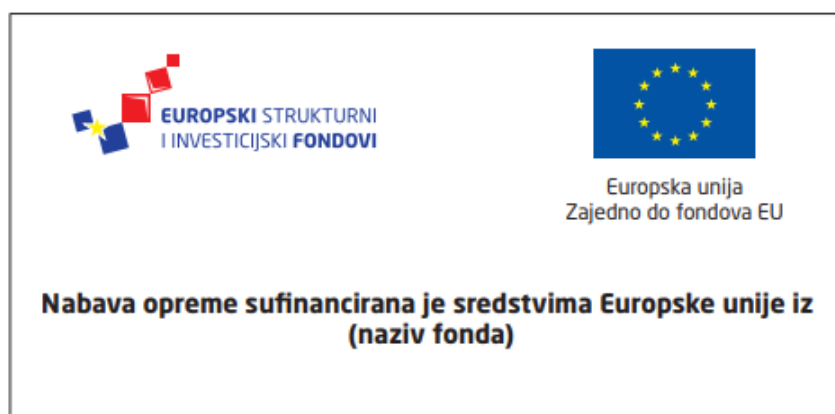 EUROPSKI STRUKTURNI
I INVESTICIJSKI FONDOVI
Europska unija
Zajedno do fondova EU
Nabava opreme sufinancirana je sredstvima Europske unije iz
(naziv fonda)